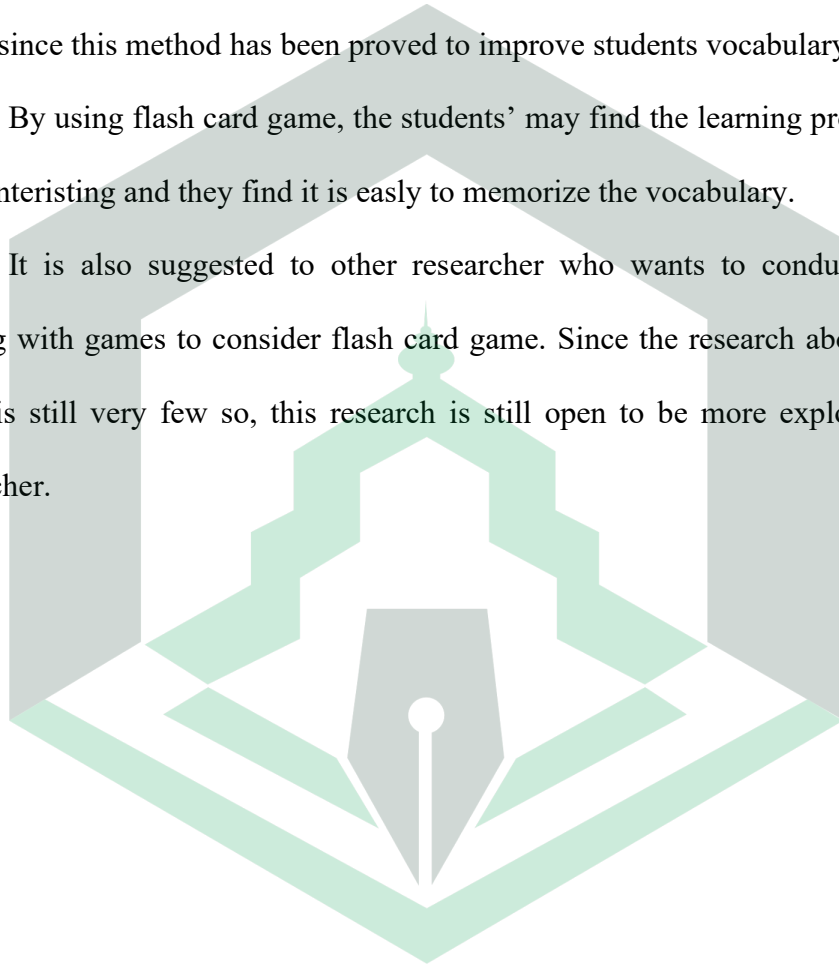 since this method has been proved to improve students vocabulary
By using flash card game, the students’ may find the learning pr
nteristing and they find it is easly to memorize the vocabulary.
It is also suggested to other researcher who wants to condu
g with games to consider flash card game. Since the research ab
is still very few so, this research is still open to be more explo
cher.